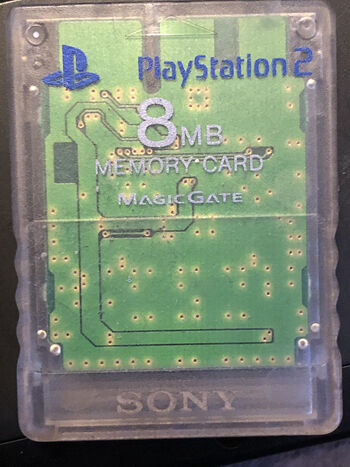 PlayStation 2
8MB
MEMORY CARD
MAGICGATE
SONY